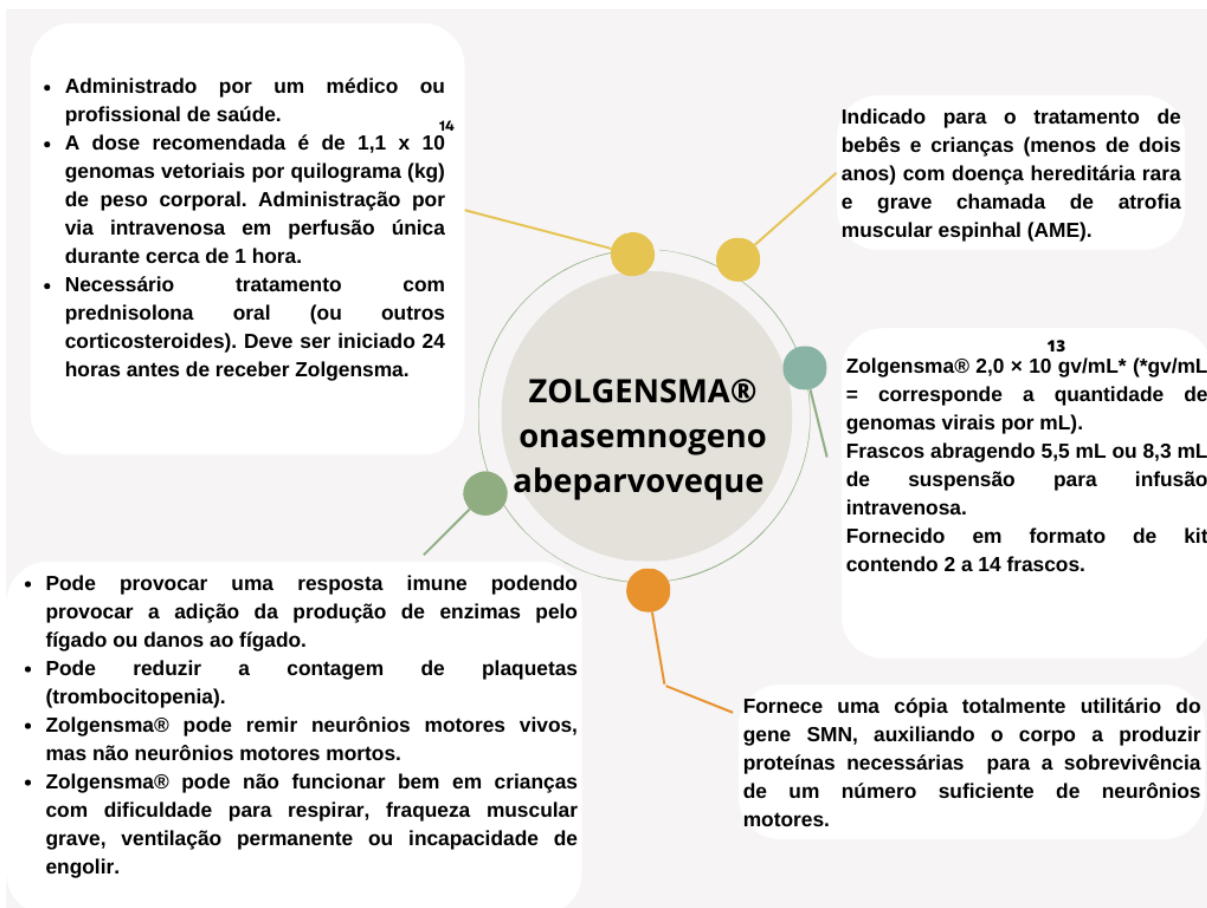 • Administrado por um médico ou
profissional de saúde.
• A dose recomendada é de 1,1 x 10¹⁴
genomas vetoriais por quilograma (kg)
de peso corporal. Administração por
via intravenosa em perfusão única
durante cerca de 1 hora.
• Necessário tratamento com
prednisolona oral (ou outros
corticosteroides). Deve ser iniciado 24
horas antes de receber Zolgensma.
Indicado para o tratamento de
bebês e crianças (menos de dois
anos) com doença hereditária rara
e grave chamada de atrofia
muscular espinhal (AME).
ZOLGENSMA®
onasemnogeno
abeparvoveque
Zolgensma® 2,0 × 10¹³ gv/mL* (*gv/mL
= corresponde a quantidade de
genomas virais por mL).
Frascos abragendo 5,5 mL ou 8,3 mL
de suspensão para infusão
intravenosa.
Fornecido em formato de kit
contendo 2 a 14 frascos.
• Pode provocar uma resposta imune podendo
provocar a adição da produção de enzimas pelo
fígado ou danos ao fígado.
• Pode reduzir a contagem de plaquetas
(trombocitopenia).
• Zolgensma® pode remir neurônios motores vivos,
mas não neurônios motores mortos.
• Zolgensma® pode não funcionar bem em crianças
com dificuldade para respirar, fraqueza muscular
grave, ventilação permanente ou incapacidade de
engolir.
Fornece uma cópia totalmente utilitário do
gene SMN, auxiliando o corpo a produzir
proteínas necessárias para a sobrevivência
de um número suficiente de neurônios
motores.